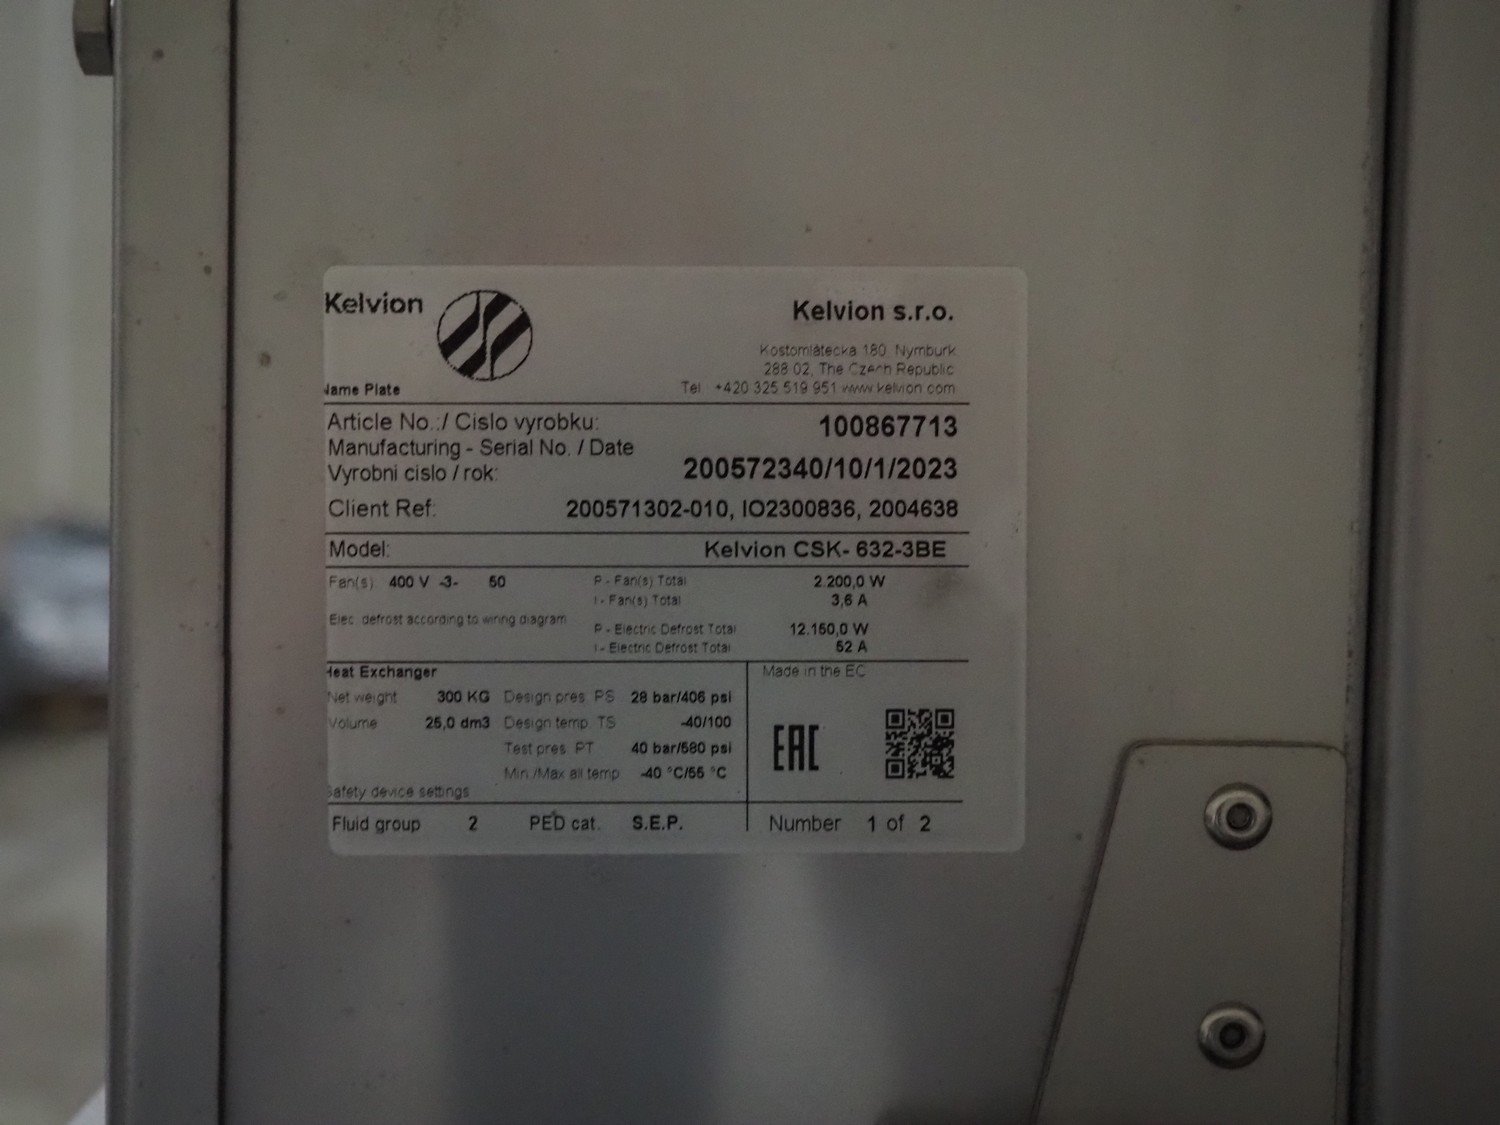 Kelvion
Kelvion s.r.o.
Kostomlátecka 180, Nymburk
288 02, The Czech Republic
Tel +420 325 519 951 www.kelvion.com
Name Plate
Article No.:/ Cislo vyrobku: 100867713
Manufacturing - Serial No. / Date
Vyrobni cislo / rok: 200572340/10/1/2023
Client Ref: 200571302-010, IO2300836, 2004638
Model: Kelvion CSK- 632-3BE
Fan(s) 400 V -3- 50 P - Fan(s) Total 2.200,0 W
I - Fan(s) Total 3,6 A
Elec. defrost according to wiring diagram
P - Electric Defrost Total 12.150,0 W
I - Electric Defrost Total 52 A
Heat Exchanger Made in the EC
Net weight 300 KG Design pres. PS 28 bar/406 psi
Volume 25,0 dm3 Design temp. TS -40/100
Test pres. PT 40 bar/580 psi
Min./Max all temp -40 °C/55 °C
EAC
Safety device settings
Fluid group 2 PED cat. S.E.P. Number 1 of 2